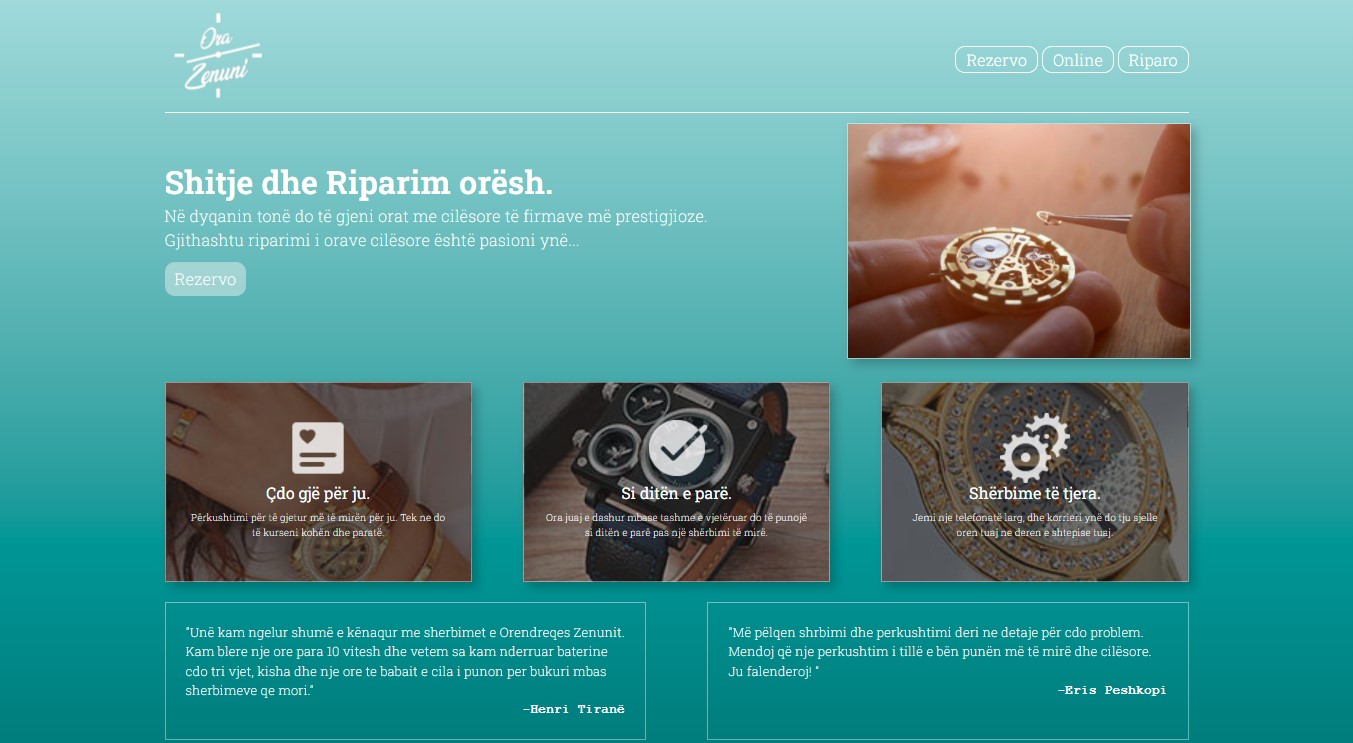 Ora
Zenuni
Rezervo
Online
Riparo
Shitje dhe Riparim orësh.
Në dyqanin tonë do të gjeni orat me cilësore të firmave më prestigjioze.
Gjithashtu riparimi i orave cilësore është pasioni ynë...
Rezervo
Çdo gjë për ju.
Përkushtimi për të gjetur më të mirën për ju. Tek ne do
të kurseni kohën dhe paratë.
Si ditën e parë.
Ora juaj e dashur mbase tashme e vjetëruar do të punojë
si ditën e parë pas një shërbimi të mirë.
Shërbime të tjera.
Jemi nje telefonatë larg, dhe korrieri ynë do tju sjelle
oren tuaj ne deren e shtepise tuaj.
"Unë kam ngelur shumë e kënaqur me sherbimet e Orendreqes Zenunit.
Kam blere nje ore para 10 vitesh dhe vetem sa kam nderruar baterine
cdo tri vjet, kisha dhe nje ore te babait e cila i punon per bukuri mbas
sherbimeve qe mori."
—Henri Tiranë
"Më pëlqen shrbimi dhe perkushtimi deri ne detaje për cdo problem.
Mendoj që nje perkushtim i tillë e bën punën më të mirë dhe cilësore.
Ju falenderoj! "
—Eris Peshkopi